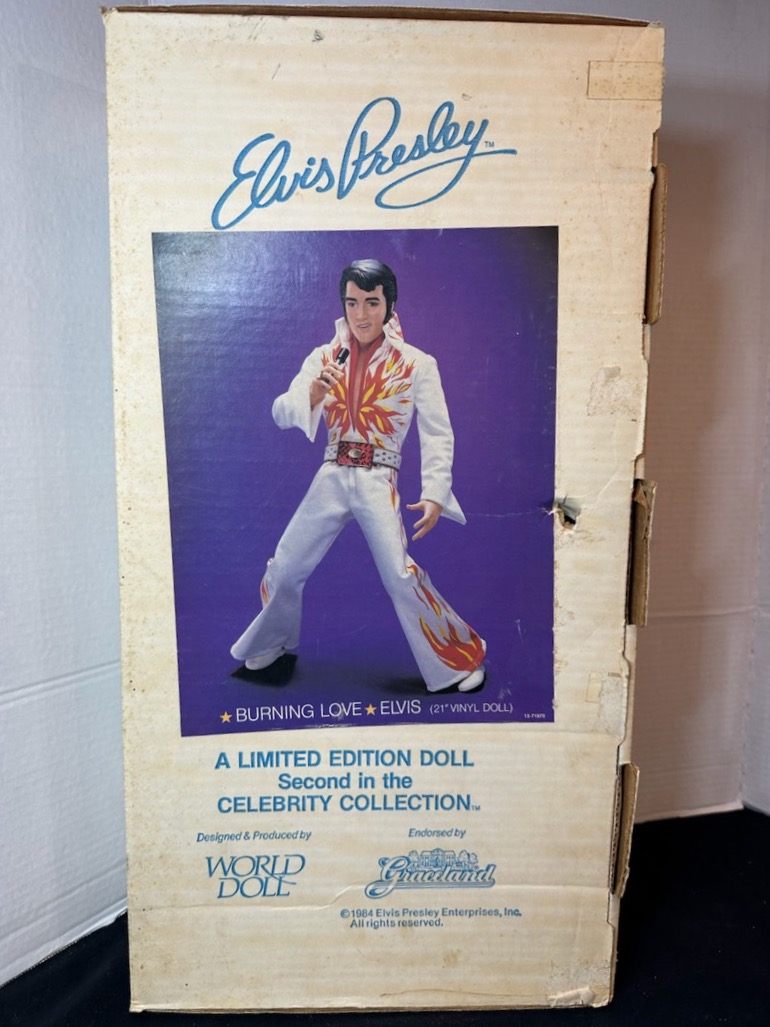 Elvis Presley™
★ BURNING LOVE ★ ELVIS (21" VINYL DOLL)
A LIMITED EDITION DOLL
Second in the
CELEBRITY COLLECTION™
Designed & Produced by
WORLD
DOLL™
Endorsed by
Graceland
©1984 Elvis Presley Enterprises, Inc.
All rights reserved.